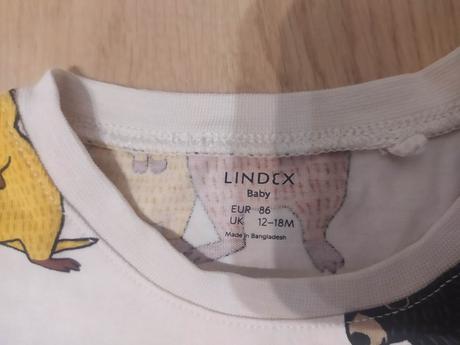 LINDEX
Baby
EUR 86
UK 12-18M
Made in Bangladesh